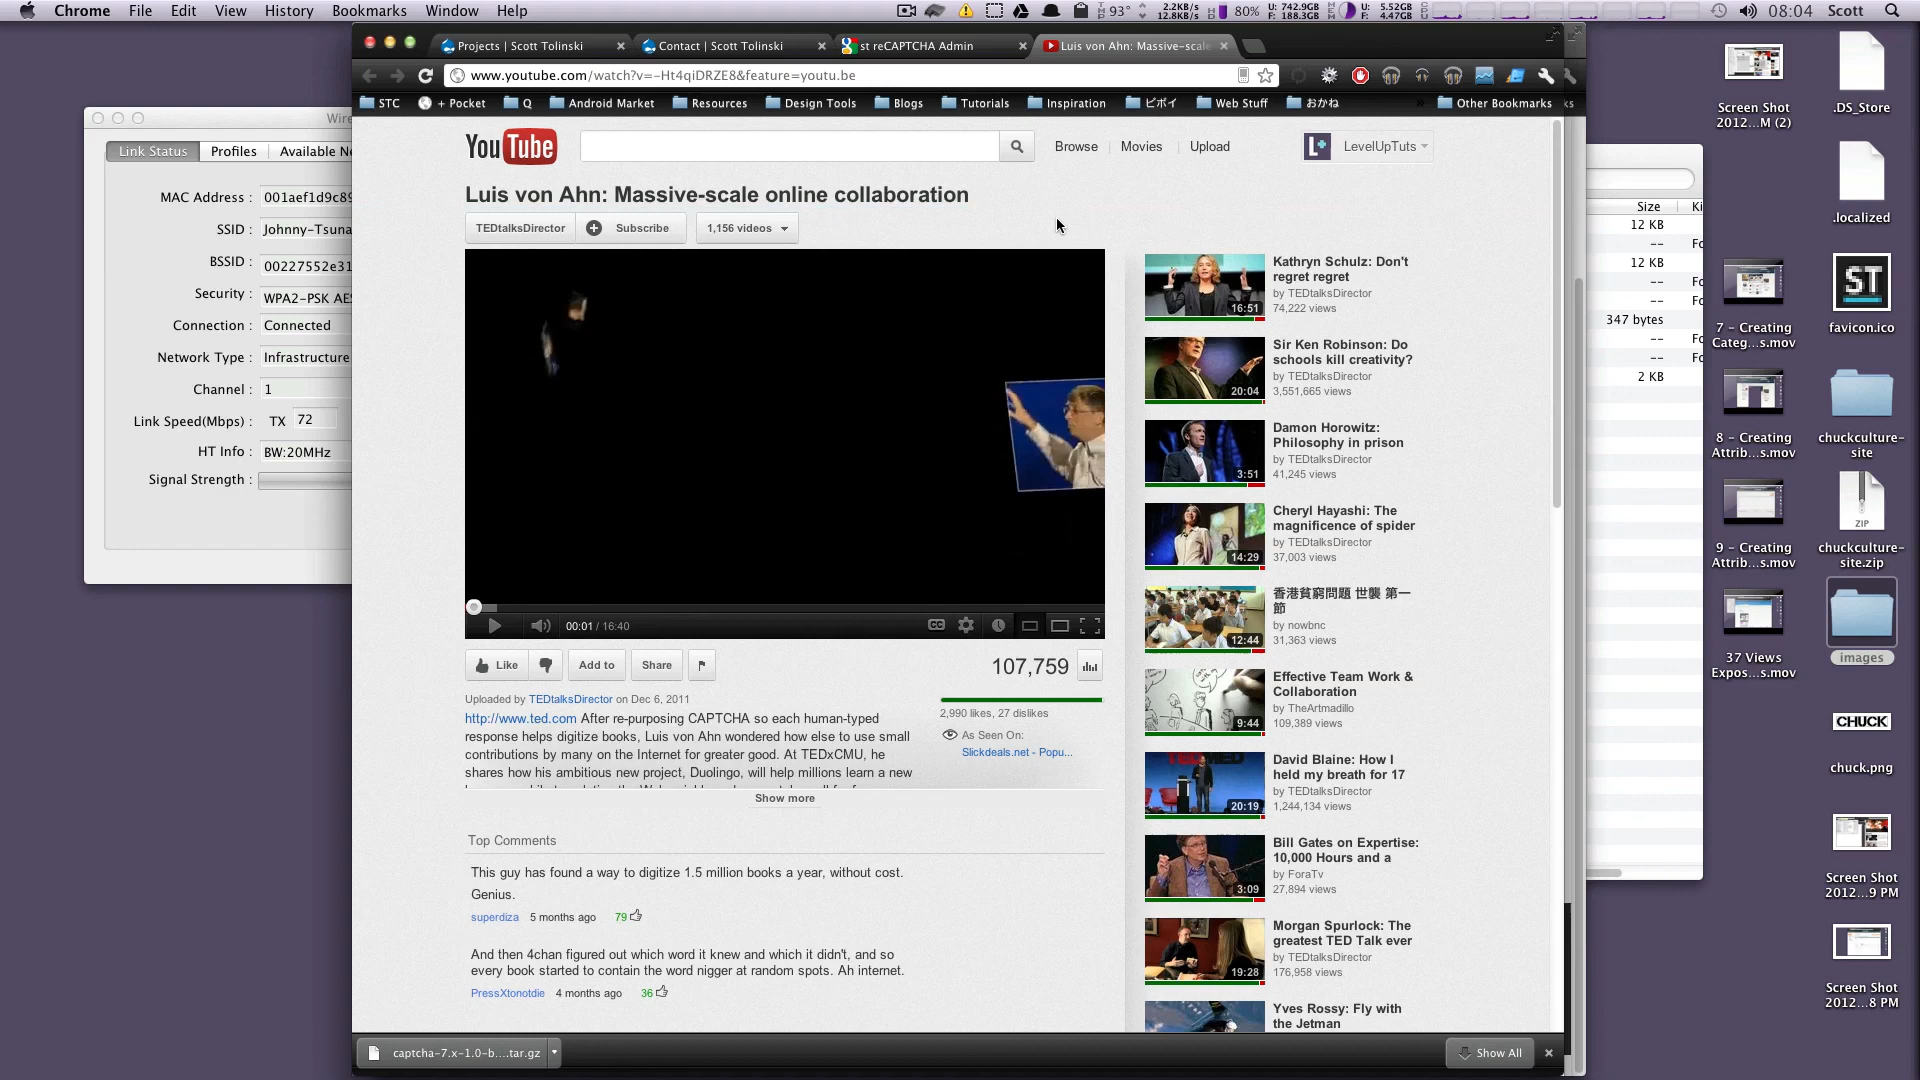 Chrome File Edit View History Bookmarks Window Help
93° 2.2KB/s 12.8KB/s 80% U: 742.9GB F: 188.3GB U: 5.52GB F: 4.47GB 08:04 Scott
Projects | Scott Tolinski
Contact | Scott Tolinski
st reCAPTCHA Admin
Luis von Ahn: Massive-scale
www.youtube.com/watch?v=-Ht4qiDRZE8&feature=youtu.be
STC + Pocket Q Android Market Resources Design Tools Blogs Tutorials Inspiration ビボイ Web Stuff おかね » Other Bookmarks
YouTube
Browse Movies Upload LevelUpTuts
Luis von Ahn: Massive-scale online collaboration
TEDtalksDirector Subscribe 1,156 videos
00:01 / 16:40
CC
Like Add to Share
107,759
Uploaded by TEDtalksDirector on Dec 6, 2011
http://www.ted.com After re-purposing CAPTCHA so each human-typed
response helps digitize books, Luis von Ahn wondered how else to use small
contributions by many on the Internet for greater good. At TEDxCMU, he
shares how his ambitious new project, Duolingo, will help millions learn a new
Show more
2,990 likes, 27 dislikes
As Seen On:
Slickdeals.net - Popu...
Top Comments
This guy has found a way to digitize 1.5 million books a year, without cost.
Genius.
superdiza 5 months ago 79
And then 4chan figured out which word it knew and which it didn't, and so
every book started to contain the word nigger at random spots. Ah internet.
PressXtonotdie 4 months ago 36
Kathryn Schulz: Don't
regret regret
by TEDtalksDirector
74,222 views
16:51
Sir Ken Robinson: Do
schools kill creativity?
by TEDtalksDirector
3,551,665 views
20:04
Damon Horowitz:
Philosophy in prison
by TEDtalksDirector
41,245 views
3:51
Cheryl Hayashi: The
magnificence of spider
by TEDtalksDirector
37,003 views
14:29
香港貧窮問題 世襲 第一
節
by nowbnc
31,363 views
12:44
Effective Team Work &
Collaboration
by TheArtmadillo
109,389 views
9:44
David Blaine: How I
held my breath for 17
by TEDtalksDirector
1,244,134 views
20:19
Bill Gates on Expertise:
10,000 Hours and a
by ForaTv
27,894 views
3:09
Morgan Spurlock: The
greatest TED Talk ever
by TEDtalksDirector
176,958 views
19:28
Yves Rossy: Fly with
the Jetman
captcha-7.x-1.0-b....tar.gz
Show All
Link Status Profiles
MAC Address : 001aef1d9c89
SSID : Johnny-Tsuna
BSSID : 00227552e31
Security : WPA2-PSK AES
Connection : Connected
Network Type : Infrastructure
Channel : 1
Link Speed(Mbps) : TX 72
HT Info : BW:20MHz
Signal Strength :
Size
12 KB
--
12 KB
--
--
347 bytes
--
--
2 KB
Screen Shot
2012...M (2)
7 - Creating
Categ...s.mov
8 - Creating
Attrib...s.mov
9 - Creating
Attrib...s.mov
37 Views
Expos...s.mov
.DS_Store
.localized
ST
favicon.ico
chuckculture-
site
ZIP
chuckculture-
site.zip
images
CHUCK
chuck.png
Screen Shot
2012...9 PM
Screen Shot
2012...8 PM